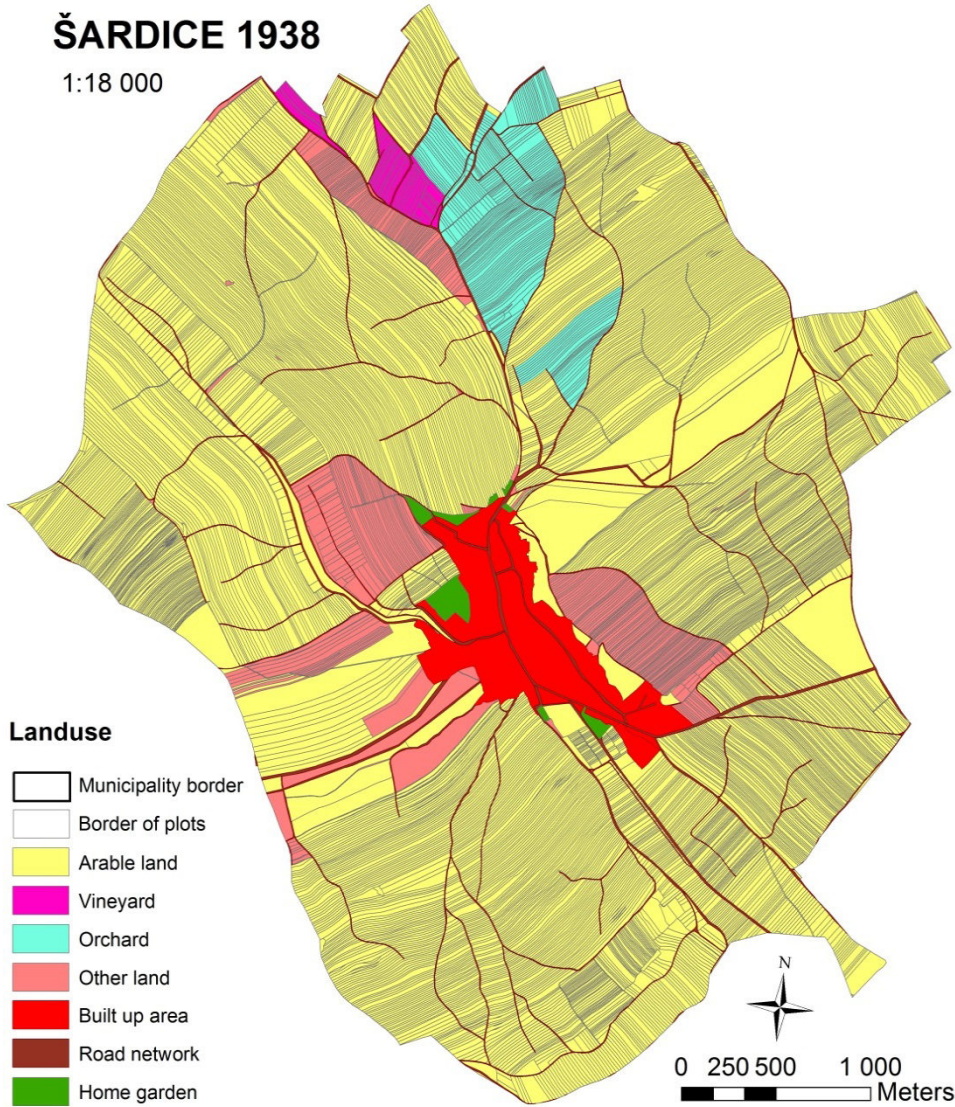 ŠARDICE 1938
1:18 000
Landuse
Municipality border
Border of plots
Arable land
Vineyard
Orchard
Other land
Built up area
Road network
Home garden
N
0 250 500 1 000
Meters